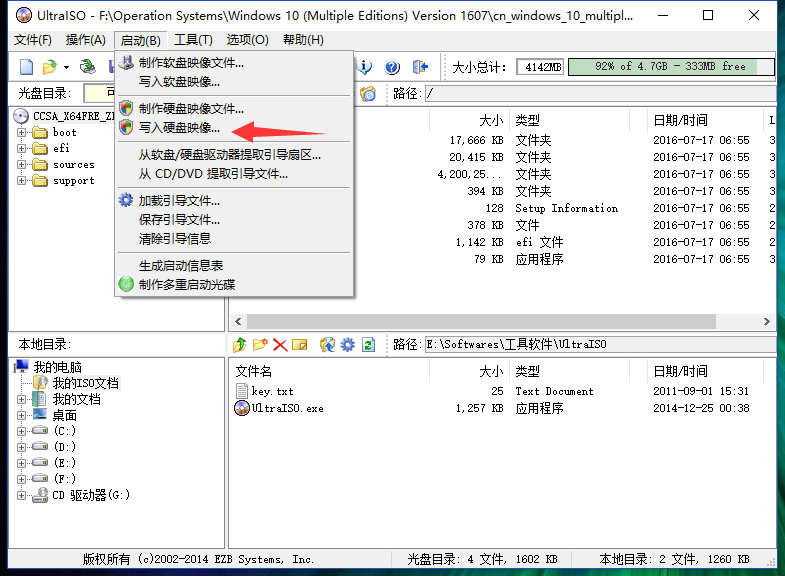 UltraISO - F:\Operation Systems\Windows 10 (Multiple Editions) Version 1607\cn_windows_10_multipl...
文件(F) 操作(A) 启动(B) 工具(T) 选项(O) 帮助(H)
大小总计: 4142MB 92% of 4.7GB - 333MB free
光盘目录: 可 路径: /
制作软盘映像文件...
写入软盘映像...
制作硬盘映像文件...
写入硬盘映像...
从软盘/硬盘驱动器提取引导扇区...
从 CD/DVD 提取引导文件...
加载引导文件...
保存引导文件...
清除引导信息
生成启动信息表
制作多重启动光碟
CCSA_X64FRE_Z
boot
efi
sources
support
大小 类型 日期/时间 L
17,666 KB 文件夹 2016-07-17 06:55 3
20,415 KB 文件夹 2016-07-17 06:55 3
4,200,25... 文件夹 2016-07-17 06:55 3
394 KB 文件夹 2016-07-17 06:55 3
128 Setup Information 2016-07-17 06:55 2
378 KB 文件 2016-07-17 06:55 2
1,142 KB efi 文件 2016-07-17 06:55 2
79 KB 应用程序 2016-07-17 06:55 3
本地目录: 路径: E:\Softwares\工具软件\UltraISO
我的电脑
我的ISO文档
我的文档
桌面
(C:)
(D:)
(E:)
(F:)
CD 驱动器(G:)
文件名 大小 类型 日期/时间
key.txt 25 Text Document 2011-09-01 15:31
UltraISO.exe 1,257 KB 应用程序 2014-12-25 00:38
版权所有 (c)2002-2014 EZB Systems, Inc. 光盘目录: 4 文件, 1602 KB 本地目录: 2 文件, 1260 KB